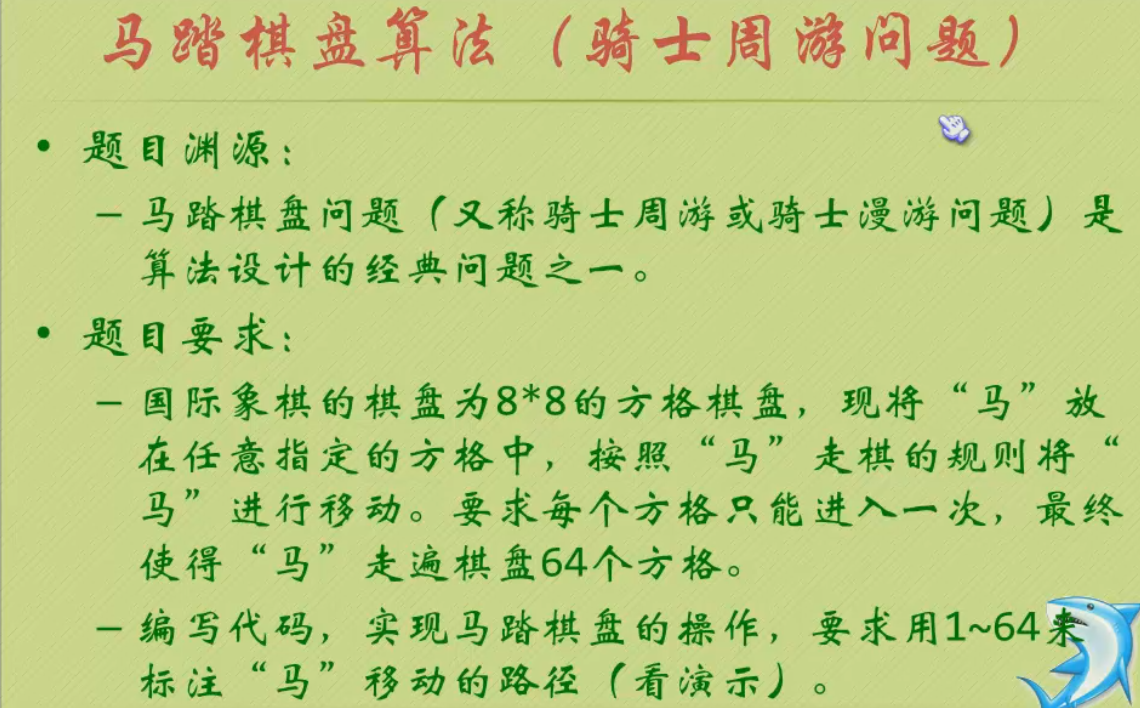 马踏棋盘算法（骑士周游问题）
• 题目渊源：
– 马踏棋盘问题（又称骑士周游或骑士漫游问题）是
算法设计的经典问题之一。
• 题目要求：
– 国际象棋的棋盘为8*8的方格棋盘，现将“马”放
在任意指定的方格中，按照“马”走棋的规则将“
马”进行移动。要求每个方格只能进入一次，最终
使得“马”走遍棋盘64个方格。
– 编写代码，实现马踏棋盘的操作，要求用1~64来
标注“马”移动的路径（看演示）。